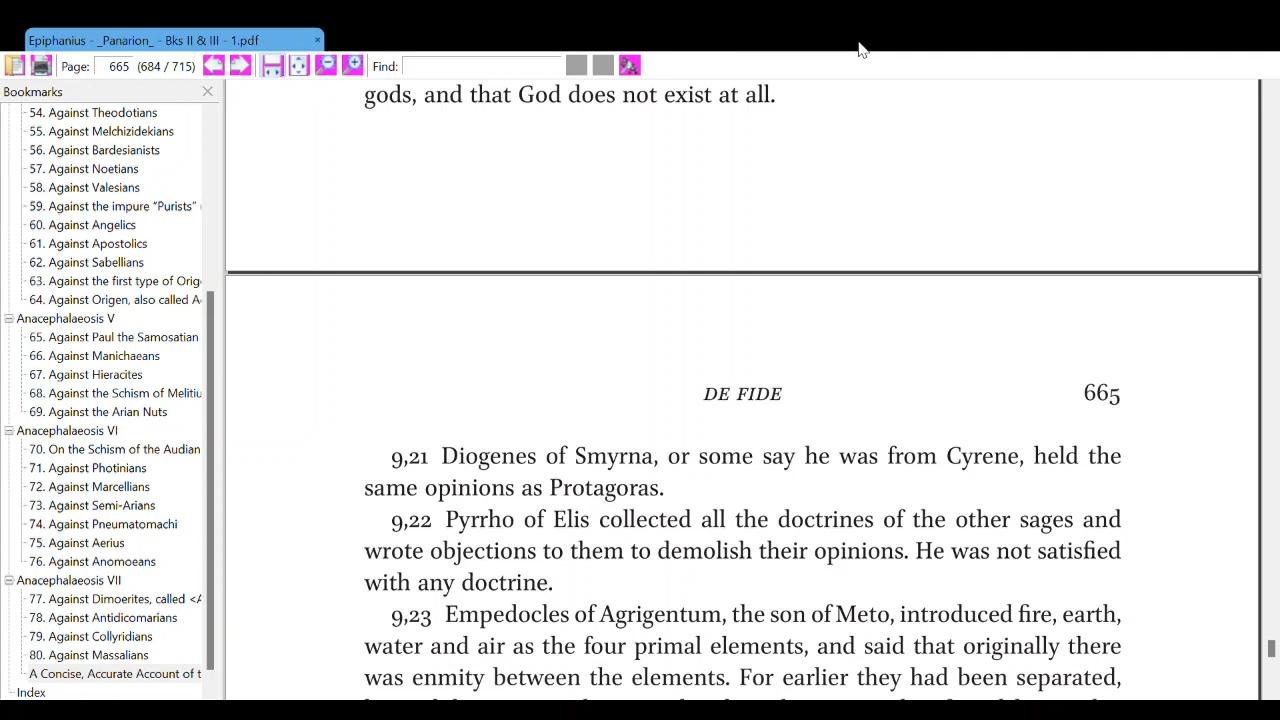 Epiphanius - _Panarion_ - Bks II & III - 1.pdf
Page: 665 (684 / 715) Find:
Bookmarks
54. Against Theodotians
55. Against Melchizidekians
56. Against Bardesianists
57. Against Noetians
58. Against Valesians
59. Against the impure “Purists”
60. Against Angelics
61. Against Apostolics
62. Against Sabellians
63. Against the first type of Orig
64. Against Origen, also called A
Anacephalaeosis V
65. Against Paul the Samosatian
66. Against Manichaeans
67. Against Hieracites
68. Against the Schism of Melitiu
69. Against the Arian Nuts
Anacephalaeosis VI
70. On the Schism of the Audian
71. Against Photinians
72. Against Marcellians
73. Against Semi-Arians
74. Against Pneumatomachi
75. Against Aerius
76. Against Anomoeans
Anacephalaeosis VII
77. Against Dimoerites, called <A
78. Against Antidicomarians
79. Against Collyridians
80. Against Massalians
A Concise, Accurate Account of t
Index
gods, and that God does not exist at all.
DE FIDE 665
9,21 Diogenes of Smyrna, or some say he was from Cyrene, held the
same opinions as Protagoras.
9,22 Pyrrho of Elis collected all the doctrines of the other sages and
wrote objections to them to demolish their opinions. He was not satisfied
with any doctrine.
9,23 Empedocles of Agrigentum, the son of Meto, introduced fire, earth,
water and air as the four primal elements, and said that originally there
was enmity between the elements. For earlier they had been separated,